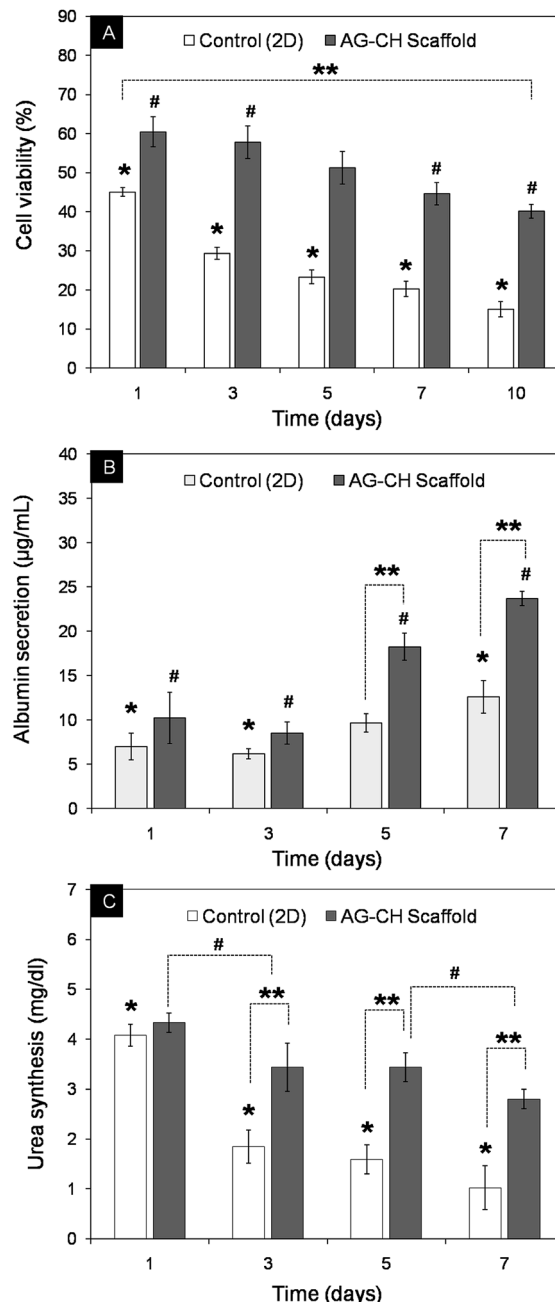 A
Control (2D) AG-CH Scaffold
**
# # # #
* * * * *
90
80
70
60
50
40
30
20
10
0
Cell viability (%)
1 3 5 7 10
Time (days)
B
Control (2D) AG-CH Scaffold
** **
# # # #
* * *
40
35
30
25
20
15
10
5
0
Albumin secretion (µg/mL)
1 3 5 7
Time (days)
C
Control (2D) AG-CH Scaffold
# #
** ** **
* * * *
7
6
5
4
3
2
1
0
Urea synthesis (mg/dl)
1 3 5 7
Time (days)